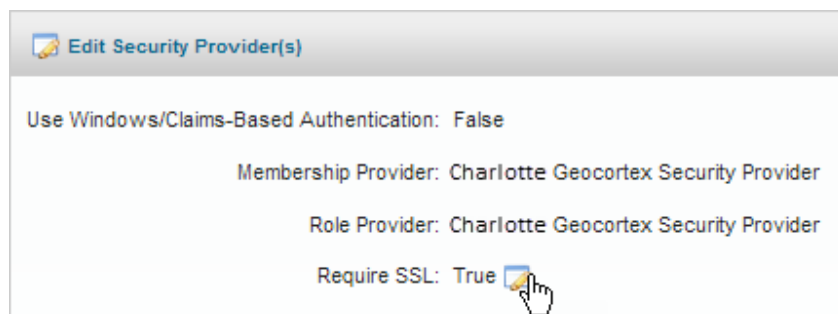 Edit Security Provider(s)
Use Windows/Claims-Based Authentication: False
Membership Provider: Charlotte Geocortex Security Provider
Role Provider: Charlotte Geocortex Security Provider
Require SSL: True